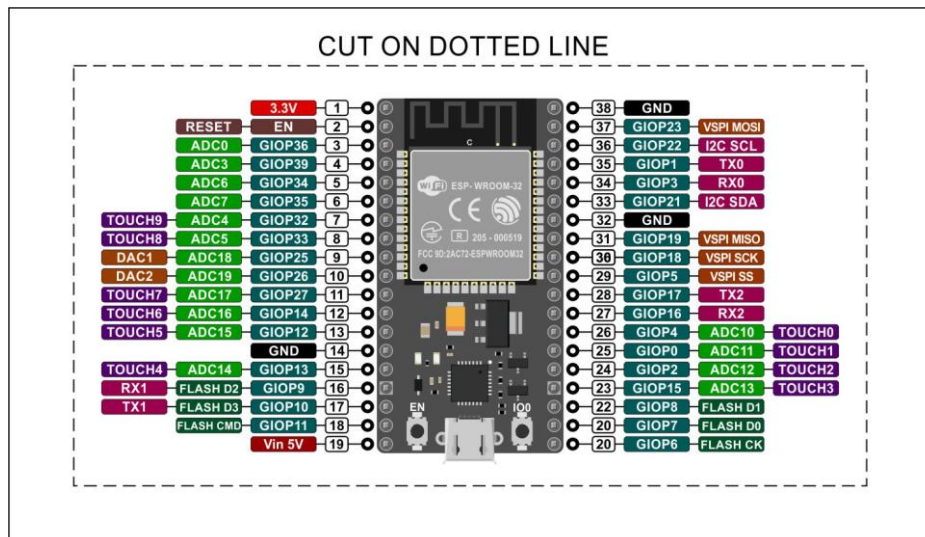 CUT ON DOTTED LINE
3.3V 1 38 GND
RESET EN 2 37 GIOP23 VSPI MOSI
ADC0 GIOP36 3 36 GIOP22 I2C SCL
ADC3 GIOP39 4 35 GIOP1 TX0
ADC6 GIOP34 5 34 GIOP3 RX0
ADC7 GIOP35 6 33 GIOP21 I2C SDA
TOUCH9 ADC4 GIOP32 7 32 GND
TOUCH8 ADC5 GIOP33 8 31 GIOP19 VSPI MISO
DAC1 ADC18 GIOP25 9 30 GIOP18 VSPI SCK
DAC2 ADC19 GIOP26 10 29 GIOP5 VSPI SS
TOUCH7 ADC17 GIOP27 11 28 GIOP17 TX2
TOUCH6 ADC16 GIOP14 12 27 GIOP16 RX2
TOUCH5 ADC15 GIOP12 13 26 GIOP4 ADC10 TOUCH0
GND 14 25 GIOP0 ADC11 TOUCH1
TOUCH4 ADC14 GIOP13 15 24 GIOP2 ADC12 TOUCH2
RX1 FLASH D2 GIOP9 16 23 GIOP15 ADC13 TOUCH3
TX1 FLASH D3 GIOP10 17 22 GIOP8 FLASH D1
FLASH CMD GIOP11 18 20 GIOP7 FLASH D0
Vin 5V 19 20 GIOP6 FLASH CK
C
WiFi ESP-WROOM-32
CE
R 205-000519
FCC 9D:2AC72-ESPWROOM32
EN IO0